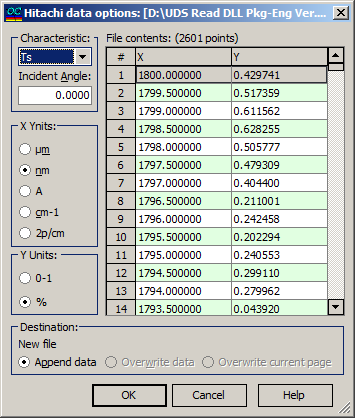 OC Hitachi data options: [D:\UDS Read DLL Pkg-Eng Ver....
Characteristic:
Ts
Incident Angle:
0.0000
X Ynits:
µm
nm
A
cm-1
2p/cm
Y Units:
0-1
%
File contents: (2601 points)
# X Y
1 1800.000000 0.429741
2 1799.500000 0.517359
3 1799.000000 0.611562
4 1798.500000 0.628255
5 1798.000000 0.505777
6 1797.500000 0.479309
7 1797.000000 0.404400
8 1796.500000 0.211001
9 1796.000000 0.242458
10 1795.500000 0.202294
11 1795.000000 0.240553
12 1794.500000 0.299110
13 1794.000000 0.279962
14 1793.500000 0.043920
Destination:
New file
Append data Overwrite data Overwrite current page
OK Cancel Help